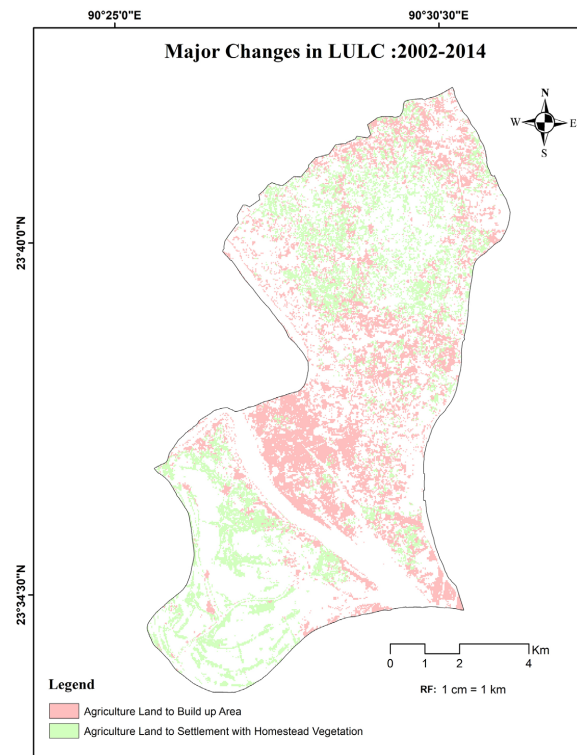 90°25'0"E
90°30'30"E
Major Changes in LULC :2002-2014
N
W
E
S
23°40'0"N
23°34'30"N
Km
0 1 2 4
RF: 1 cm = 1 km
Legend
Agriculture Land to Build up Area
Agriculture Land to Settlement with Homestead Vegetation